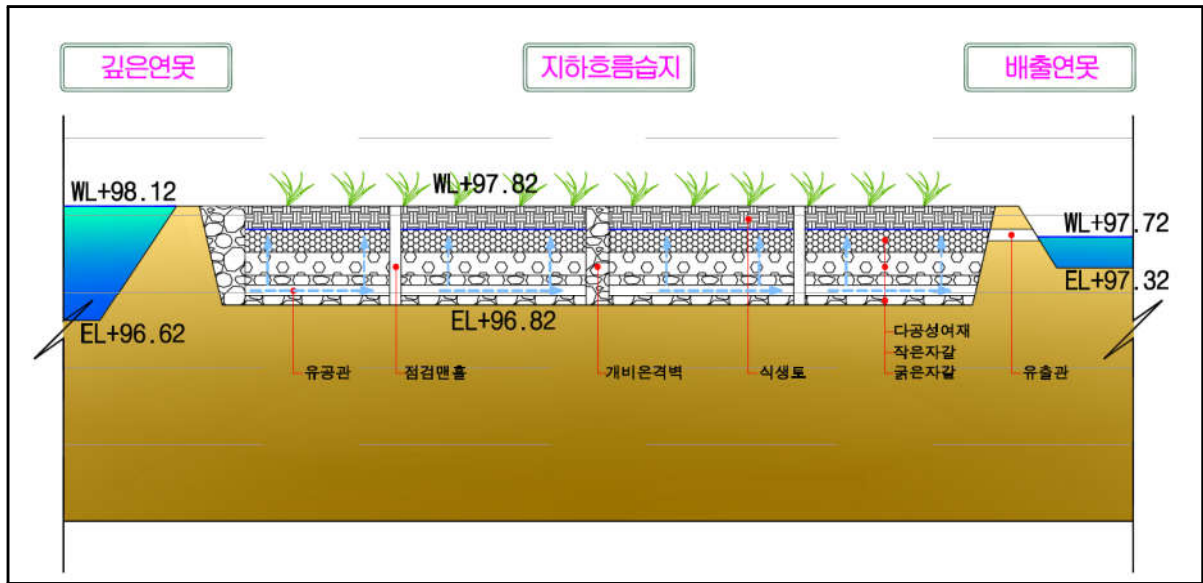 깊은연못
지하흐름습지
배출연못
WL+98.12
WL+97.82
WL+97.72
EL+97.32
EL+96.62
EL+96.82
다공성여재
작은자갈
유공관
점검맨홀
개비온격벽
식생토
굵은자갈
유출관